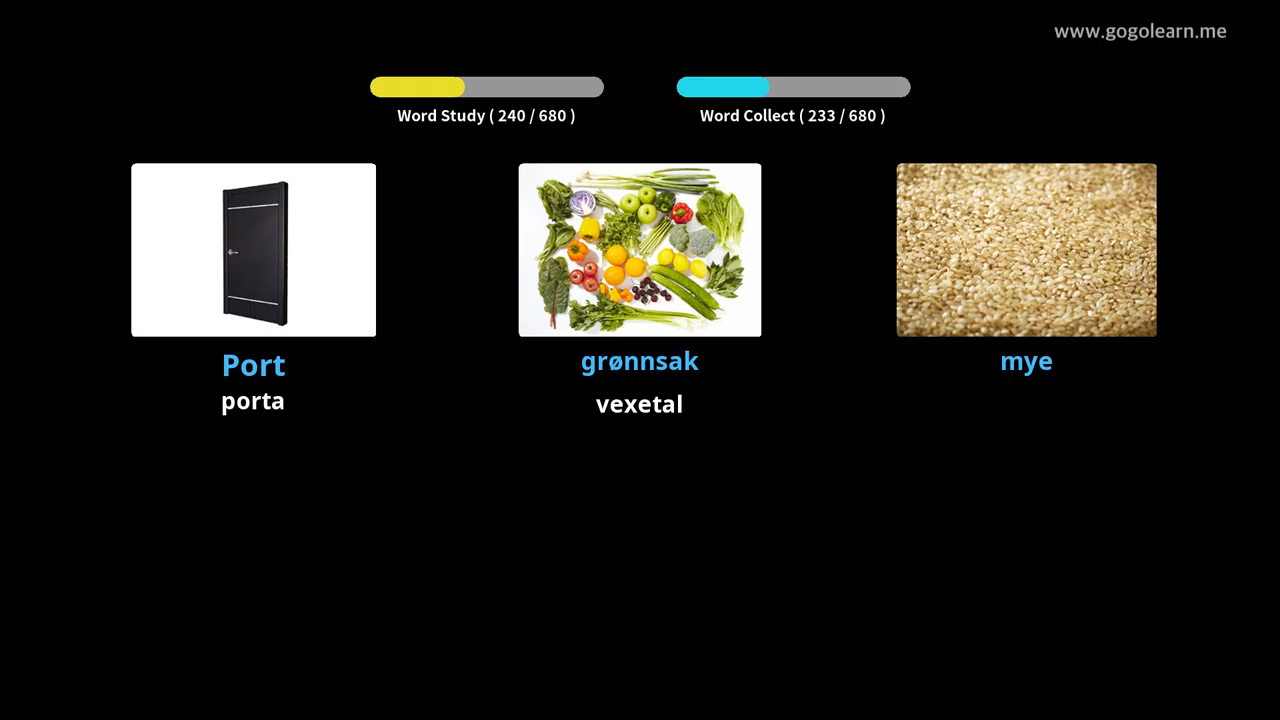 www.gogolearn.me
Word Study ( 240 / 680 )
Word Collect ( 233 / 680 )
Port
grønnsak
mye
porta
vexetal